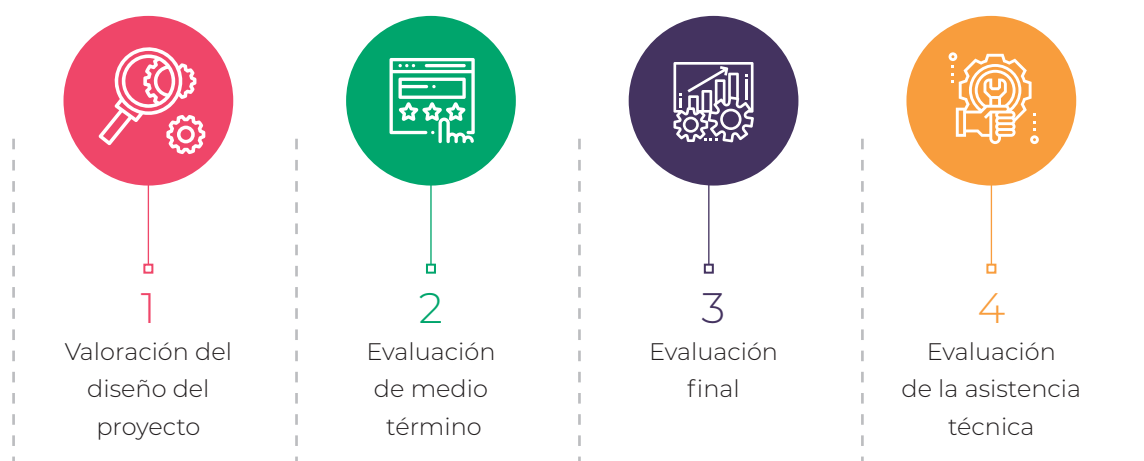 1
Valoración del
diseño del
proyecto
2
Evaluación
de medio
término
3
Evaluación
final
4
Evaluación
de la asistencia
técnica